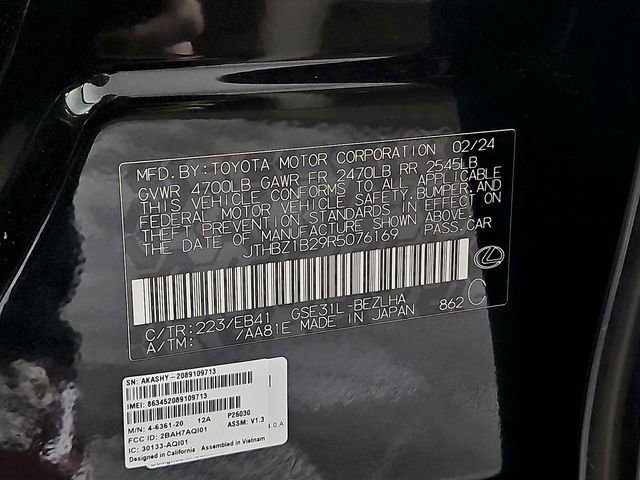 MFD. BY: TOYOTA MOTOR CORPORATION 02/24
GVWR 4700LB GAWR FR 2470LB RR 2545LB
THIS VEHICLE CONFORMS TO ALL APPLICABLE
FEDERAL MOTOR VEHICLE SAFETY, BUMPER, AND
THEFT PREVENTION STANDARDS IN EFFECT ON
THE DATE OF MANUFACTURE SHOWN ABOVE.
JTHBZ1B29R5076169 PASS. CAR
C/TR: 223/EB41 GSE31L-BEZLHA 862 C
A/TM: /AA81E MADE IN JAPAN
SN: AKASHY-2089109713
IMEI: 863452089109713
M/N: 4-6361-20 12A P26030
FCC ID: 2BAH7AQI01 ASSM: V1.3
IC: 30133-AQI01
Designed in California Assembled in Vietnam